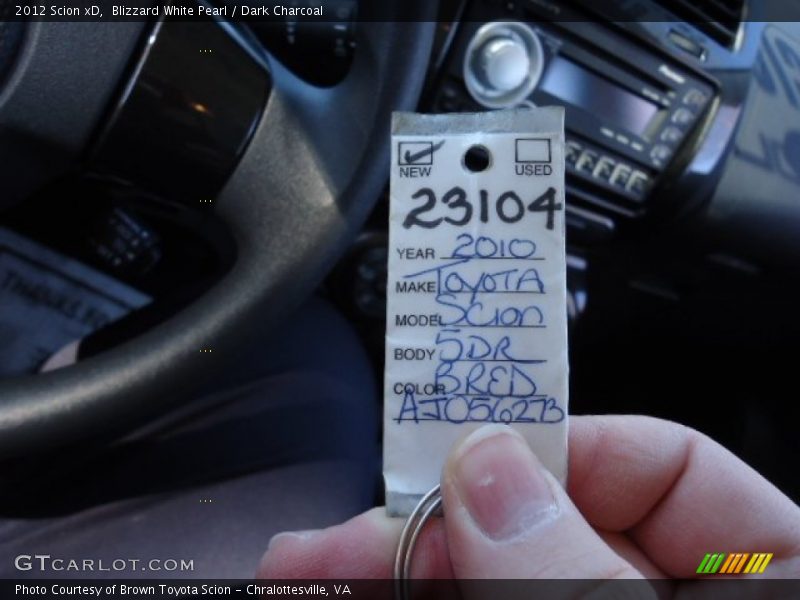 2012 Scion xD,  Blizzard White Pearl / Dark Charcoal
NEW
USED
23104
YEAR 2010
MAKE TOYOTA
MODEL SCION
BODY 5DR
COLOR BRED
AJ056273
GTCARLOT.COM
Photo Courtesy of Brown Toyota Scion - Chralottesville, VA